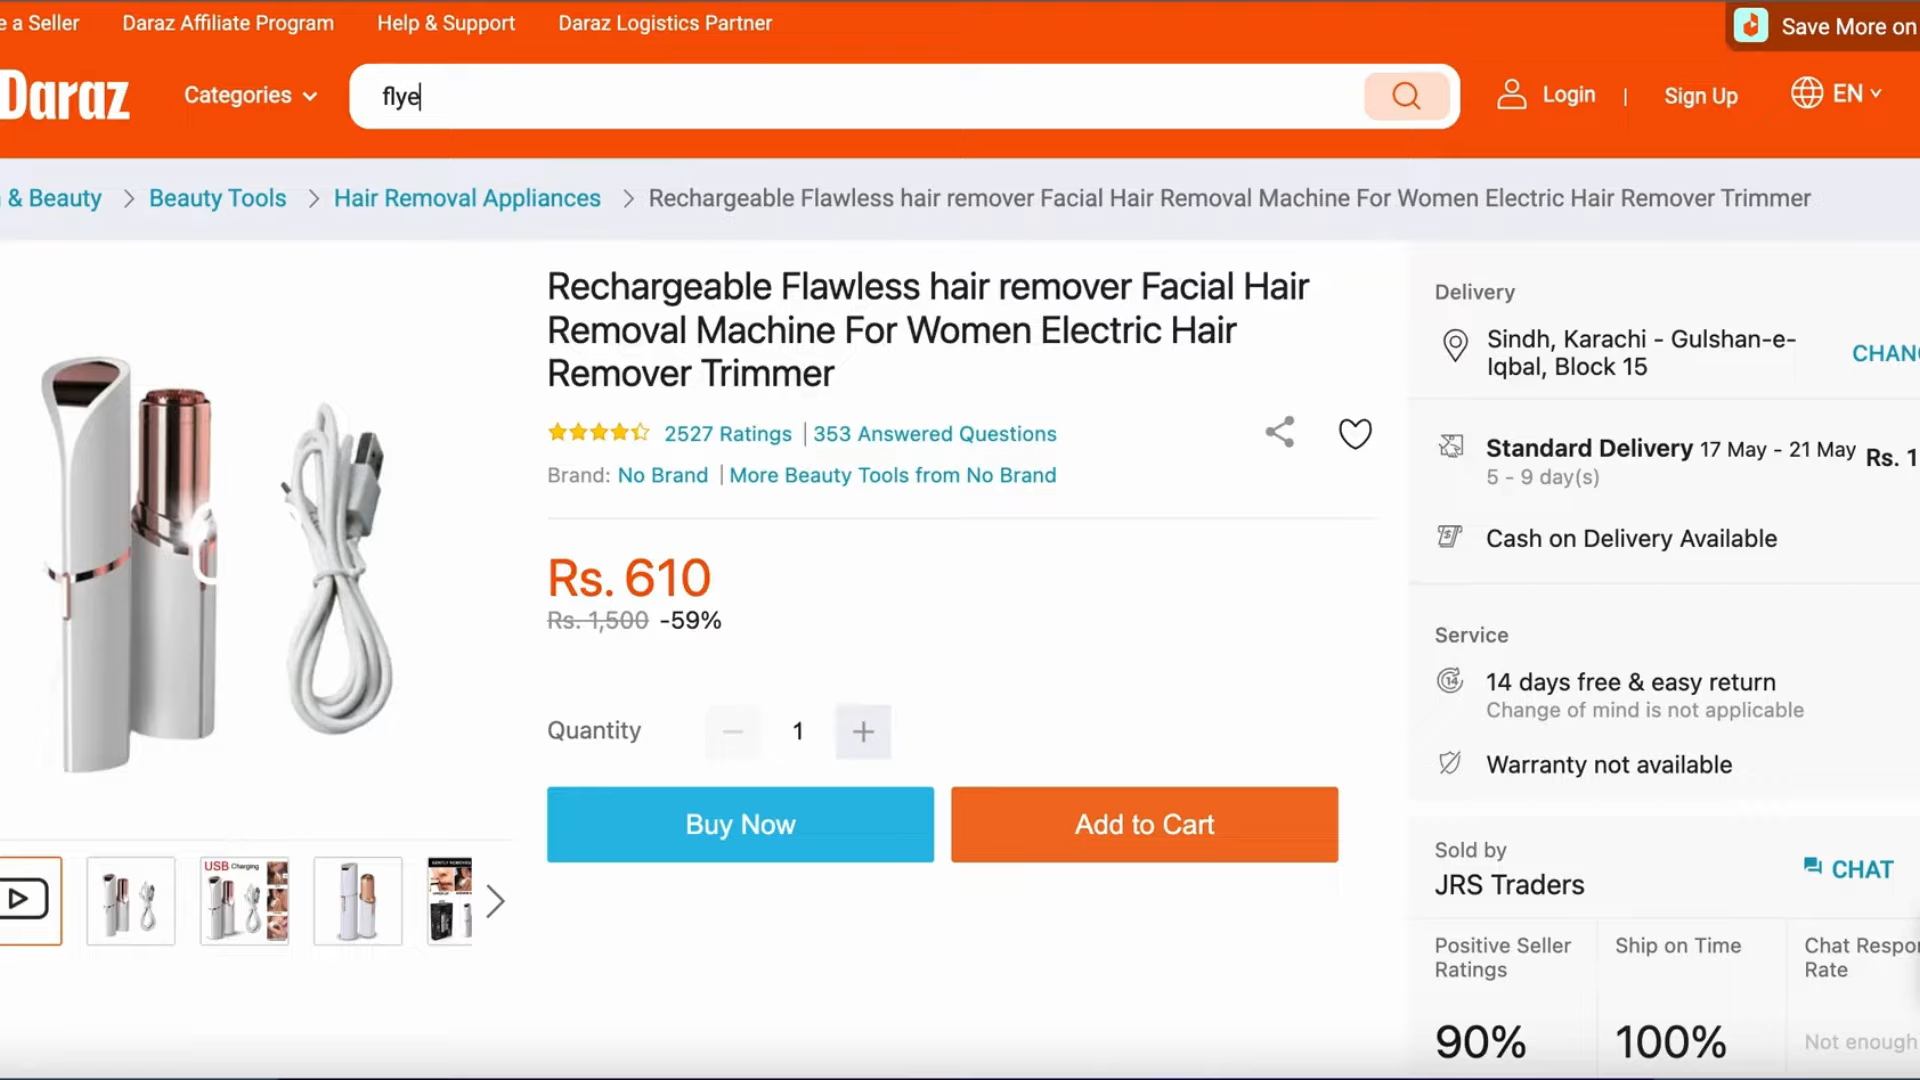 e a Seller
Daraz Affiliate Program
Help & Support
Daraz Logistics Partner
Save More on
Daraz
Categories
flye
Login
Sign Up
EN
& Beauty
Beauty Tools
Hair Removal Appliances
Rechargeable Flawless hair remover Facial Hair Removal Machine For Women Electric Hair Remover Trimmer
Rechargeable Flawless hair remover Facial Hair
Removal Machine For Women Electric Hair
Remover Trimmer
2527 Ratings
353 Answered Questions
Brand: No Brand
More Beauty Tools from No Brand
Rs. 610
Rs. 1,500 -59%
Quantity
1
Buy Now
Add to Cart
USB Charging
Delivery
Sindh, Karachi - Gulshan-e-
Iqbal, Block 15
CHANG
Standard Delivery 17 May - 21 May
Rs. 1
5 - 9 day(s)
Cash on Delivery Available
Service
14
14 days free & easy return
Change of mind is not applicable
Warranty not available
Sold by
JRS Traders
CHAT
Positive Seller
Ratings
90%
Ship on Time
100%
Chat Respon
Rate
Not enough